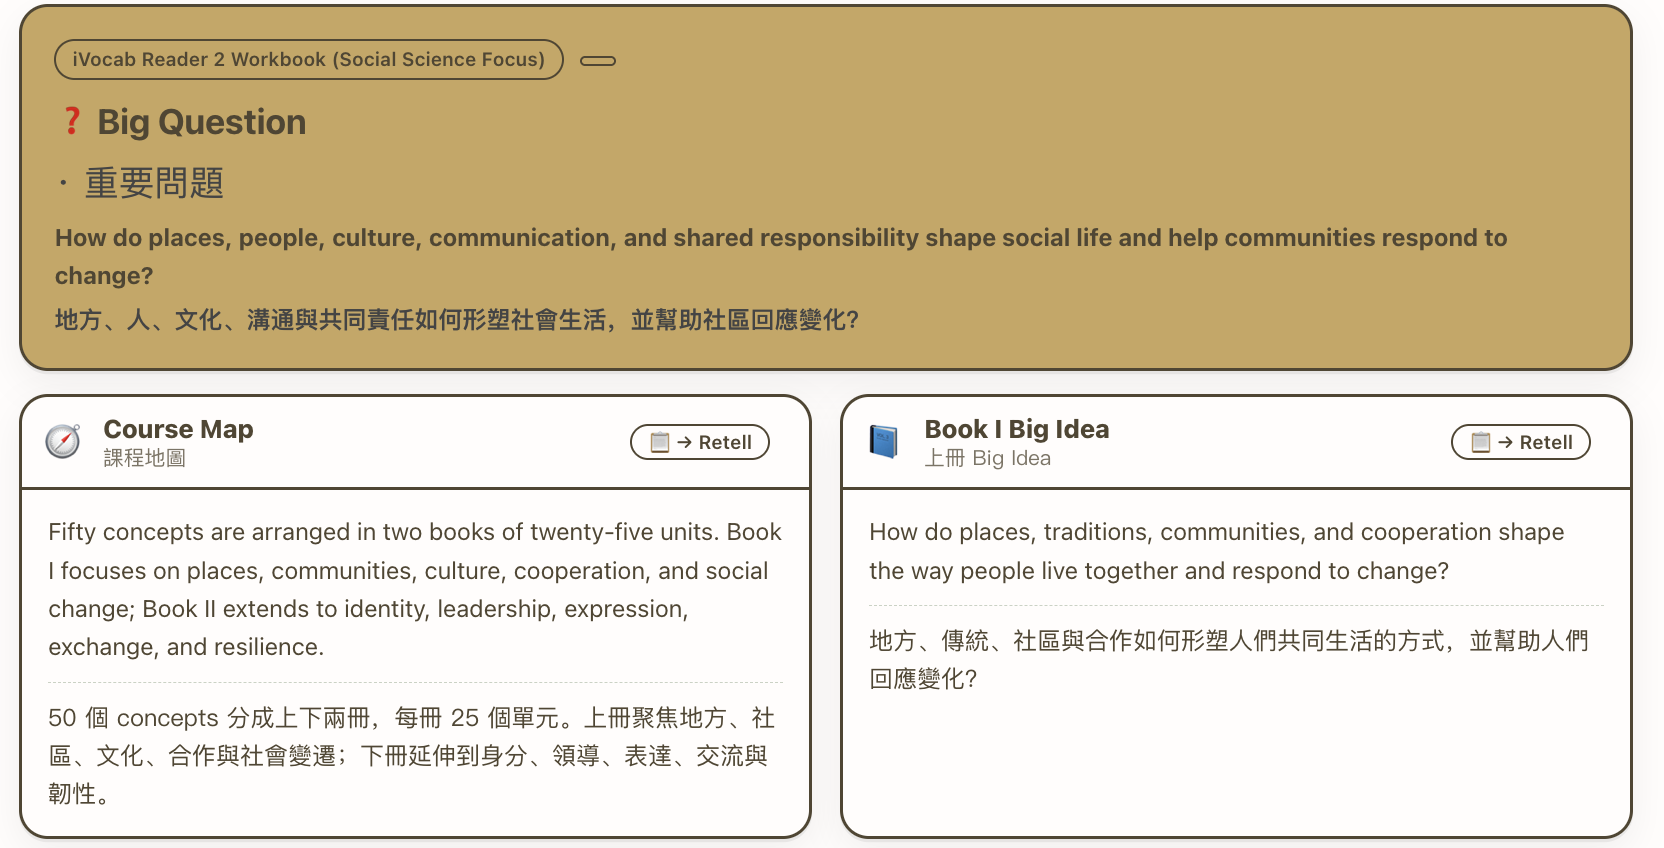 iVocab Reader 2 Workbook (Social Science Focus)
❓ Big Question
· 重要問題
How do places, people, culture, communication, and shared responsibility shape social life and help communities respond to
change?
地方、人、文化、溝通與共同責任如何形塑社會生活，並幫助社區回應變化？
Course Map
課程地圖
📋 → Retell
Fifty concepts are arranged in two books of twenty-five units. Book
I focuses on places, communities, culture, cooperation, and social
change; Book II extends to identity, leadership, expression,
exchange, and resilience.
50 個 concepts 分成上下兩冊，每冊 25 個單元。上冊聚焦地方、社
區、文化、合作與社會變遷；下冊延伸到身分、領導、表達、交流與
韌性。
Book I Big Idea
上冊 Big Idea
📋 → Retell
How do places, traditions, communities, and cooperation shape
the way people live together and respond to change?
地方、傳統、社區與合作如何形塑人們共同生活的方式，並幫助人們
回應變化？